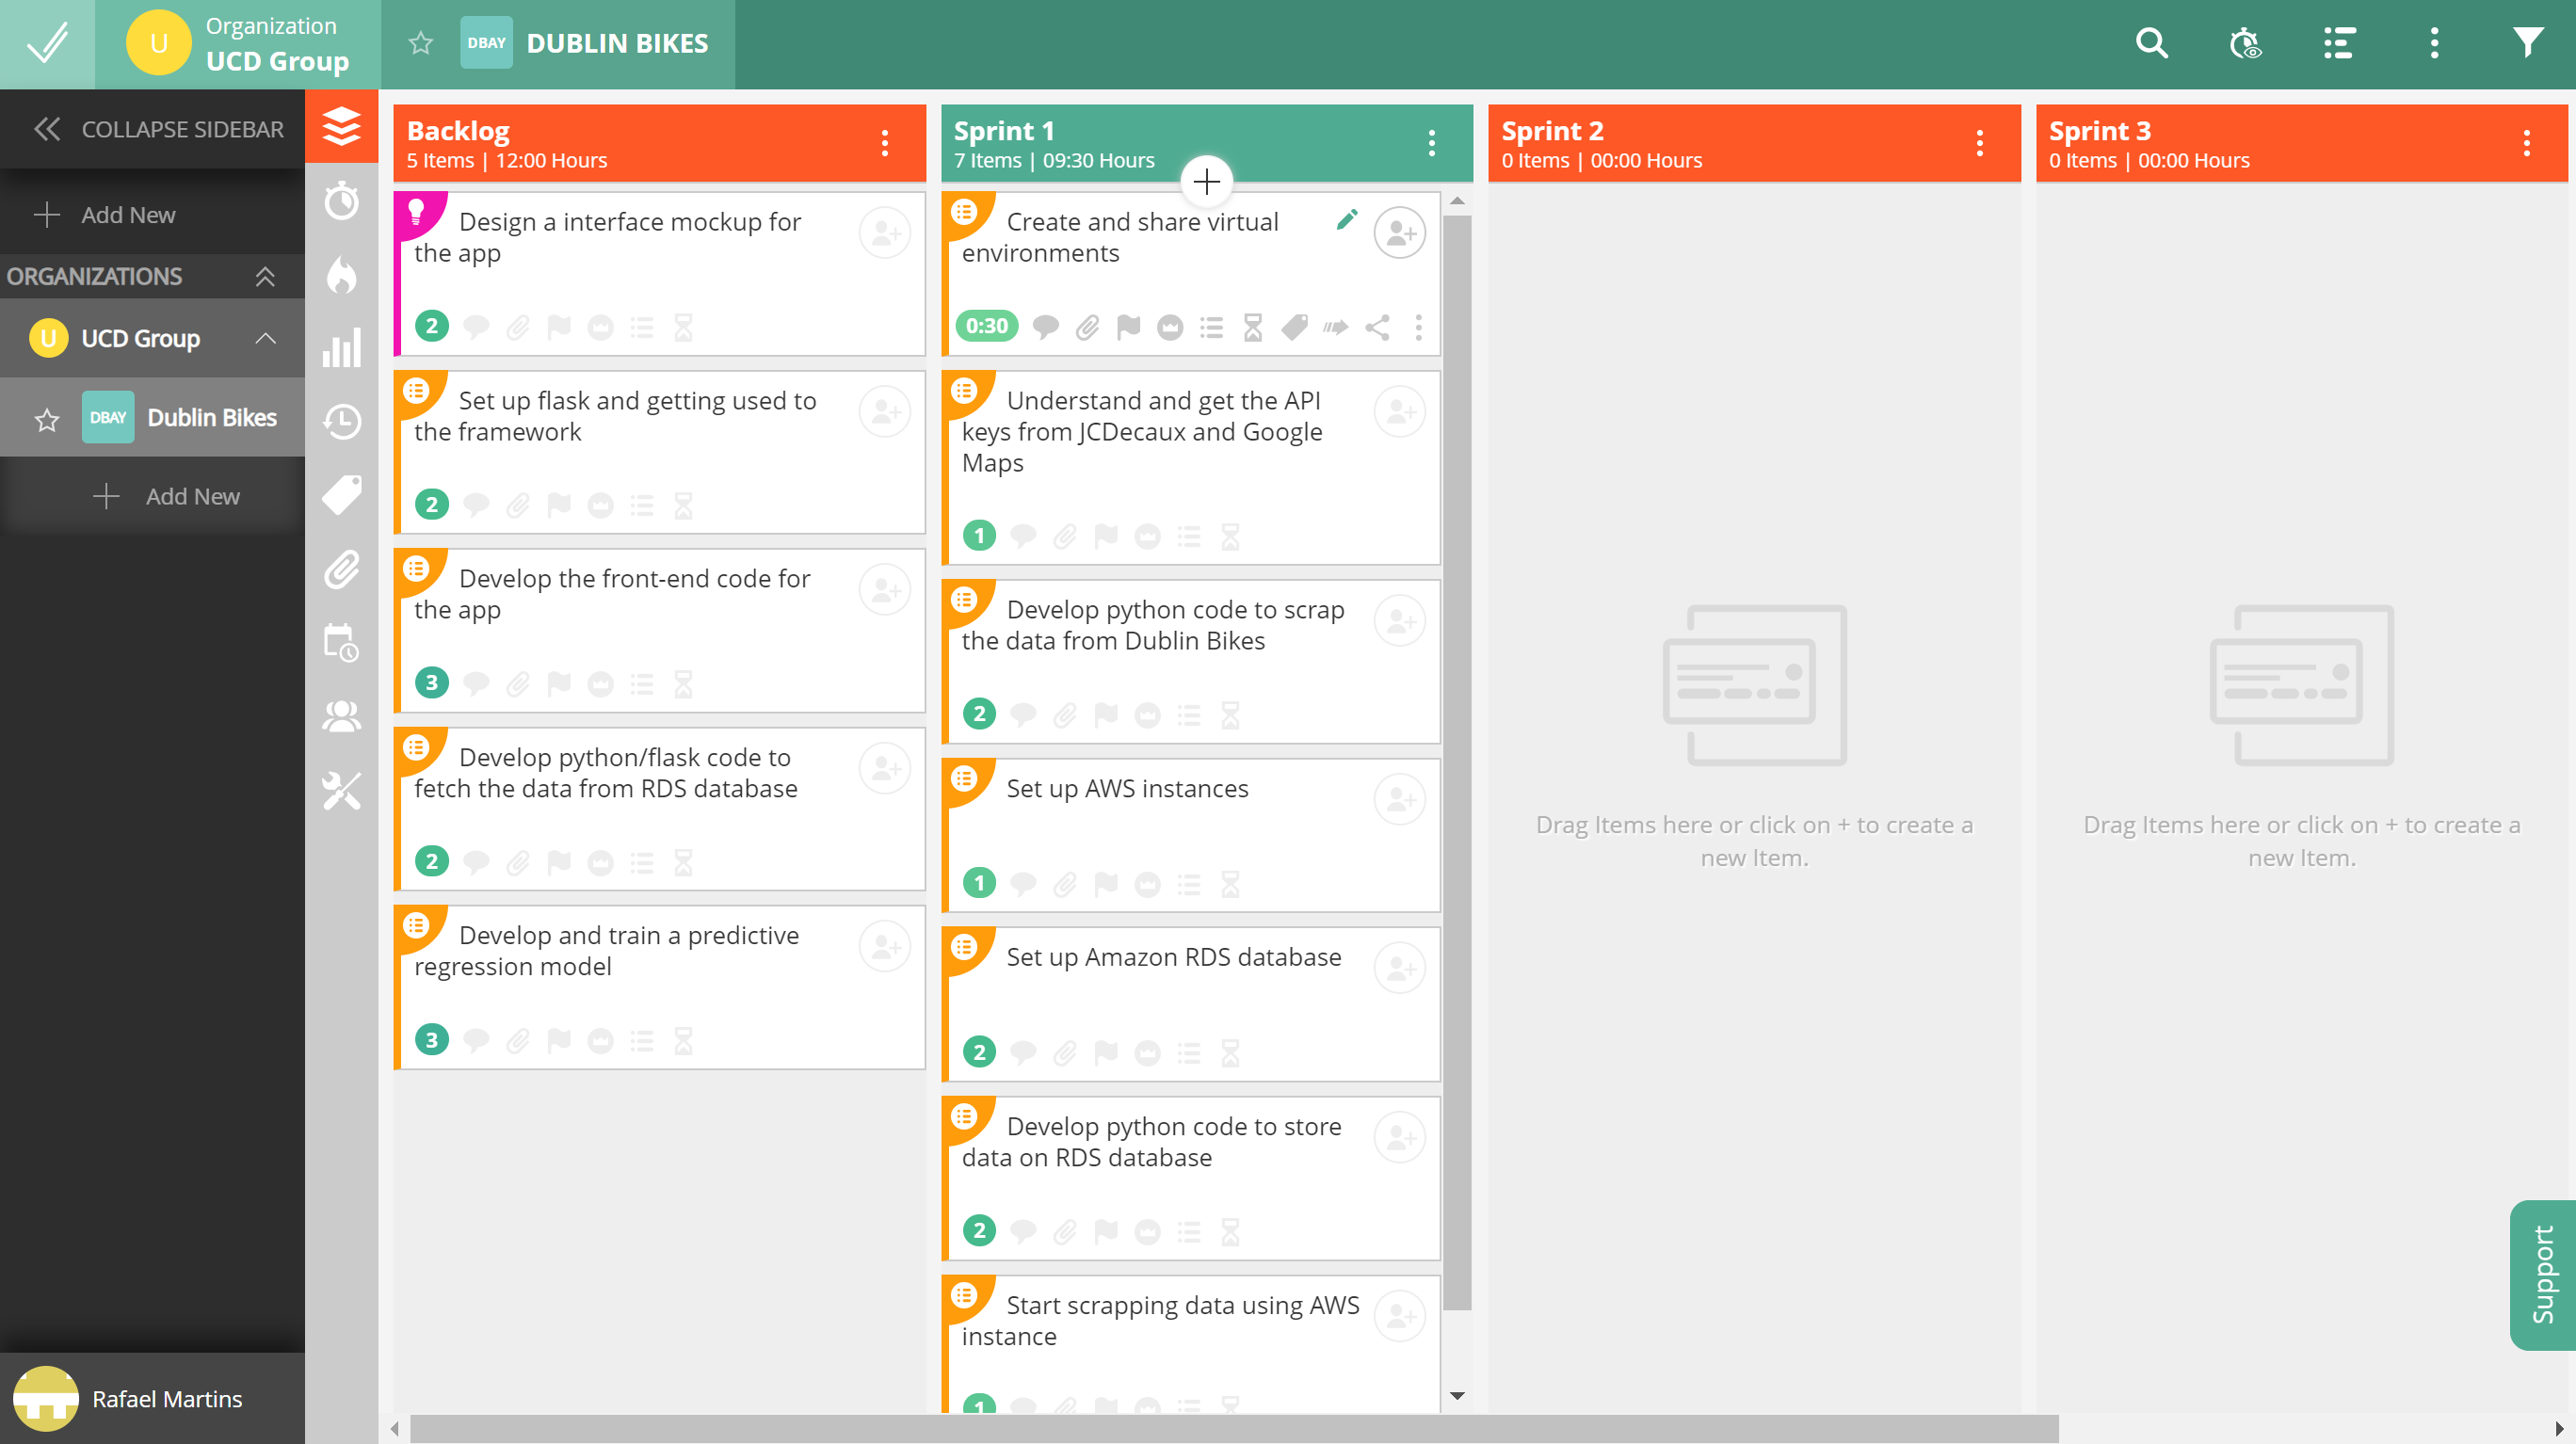 U
Organization
UCD Group
DBAY
DUBLIN BIKES
COLLAPSE SIDEBAR
Add New
ORGANIZATIONS
U
UCD Group
DBAY
Dublin Bikes
Add New
Rafael Martins
Backlog
5 Items | 12:00 Hours
Design a interface mockup for
the app
2
Set up flask and getting used to
the framework
2
Develop the front-end code for
the app
3
Develop python/flask code to
fetch the data from RDS database
2
Develop and train a predictive
regression model
3
Sprint 1
7 Items | 09:30 Hours
Create and share virtual
environments
0:30
Understand and get the API
keys from JCDecaux and Google
Maps
1
Develop python code to scrap
the data from Dublin Bikes
2
Set up AWS instances
1
Set up Amazon RDS database
2
Develop python code to store
data on RDS database
2
Start scrapping data using AWS
instance
1
Sprint 2
0 Items | 00:00 Hours
Drag Items here or click on + to create a
new Item.
Sprint 3
0 Items | 00:00 Hours
Drag Items here or click on + to create a
new Item.
Support